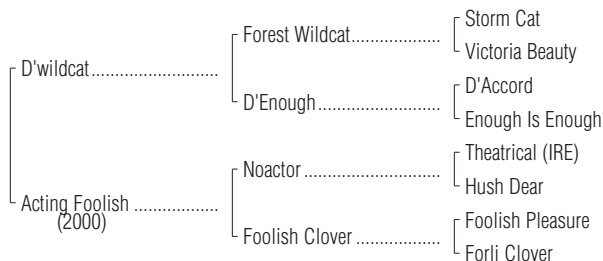 Storm Cat
Forest Wildcat....................
Victoria Beauty
D'wildcat..........................
D'Accord
D'Enough..........................
Enough Is Enough
Theatrical (IRE)
Noactor.............................
Hush Dear
Acting Foolish .................
(2000)
Foolish Pleasure
Foolish Clover .................
Forli Clover